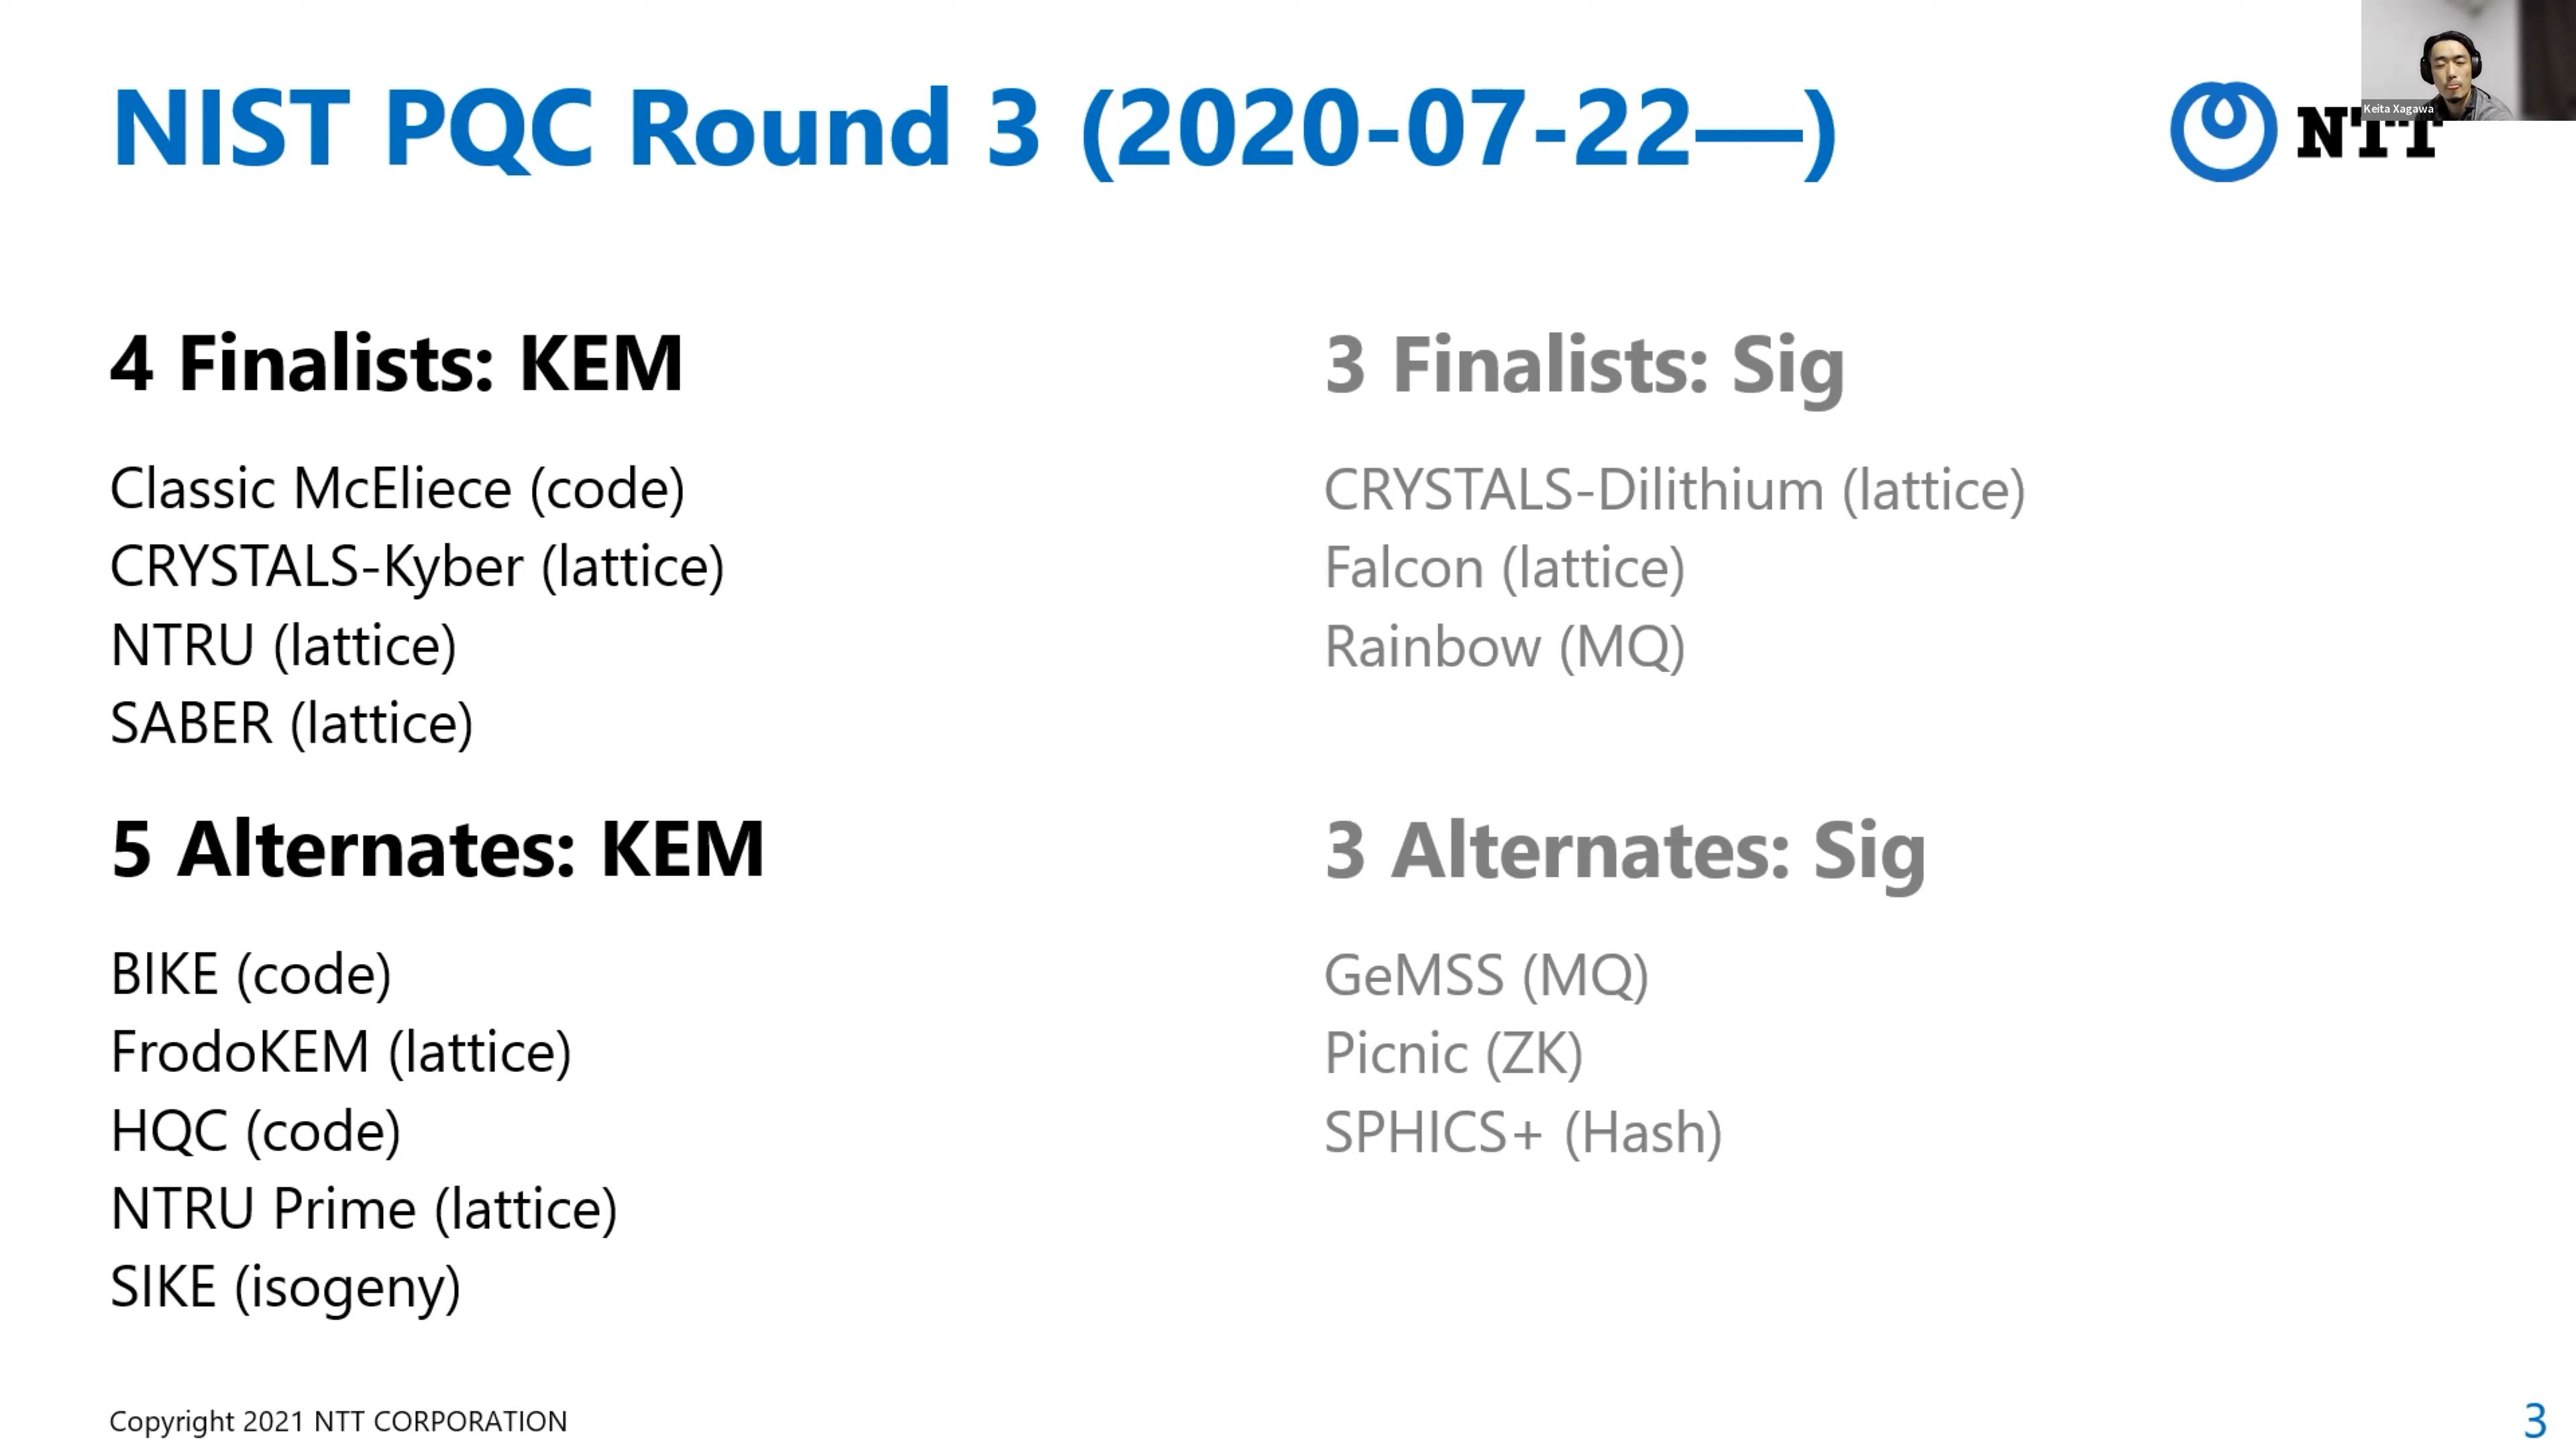 NIST PQC Round 3 (2020-07-22—)
NTT
Keita Xagawa
4 Finalists: KEM
Classic McEliece (code)
CRYSTALS-Kyber (lattice)
NTRU (lattice)
SABER (lattice)
5 Alternates: KEM
BIKE (code)
FrodoKEM (lattice)
HQC (code)
NTRU Prime (lattice)
SIKE (isogeny)
3 Finalists: Sig
CRYSTALS-Dilithium (lattice)
Falcon (lattice)
Rainbow (MQ)
3 Alternates: Sig
GeMSS (MQ)
Picnic (ZK)
SPHICS+ (Hash)
Copyright 2021 NTT CORPORATION
3